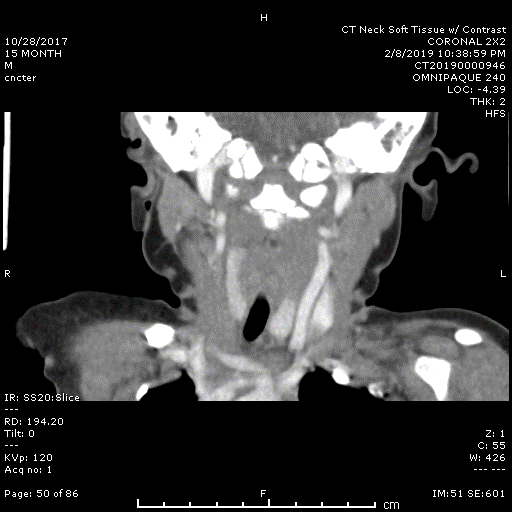 H
CT Neck Soft Tissue w/ Contrast
10/28/2017
CORONAL 2X2
15 MONTH
2/8/2019 10:38:59 PM
M
CT20190000946
cncter
OMNIPAQUE 240
LOC: -4.39
THK: 2
HFS
R
L
IR: SS20:Slice
---
RD: 194.20
Tilt: 0
---
KVp: 120
Acq no: 1
Page: 50 of 86
Z: 1
C: 55
W: 426
--- ---
IM:51 SE:601
F
cm